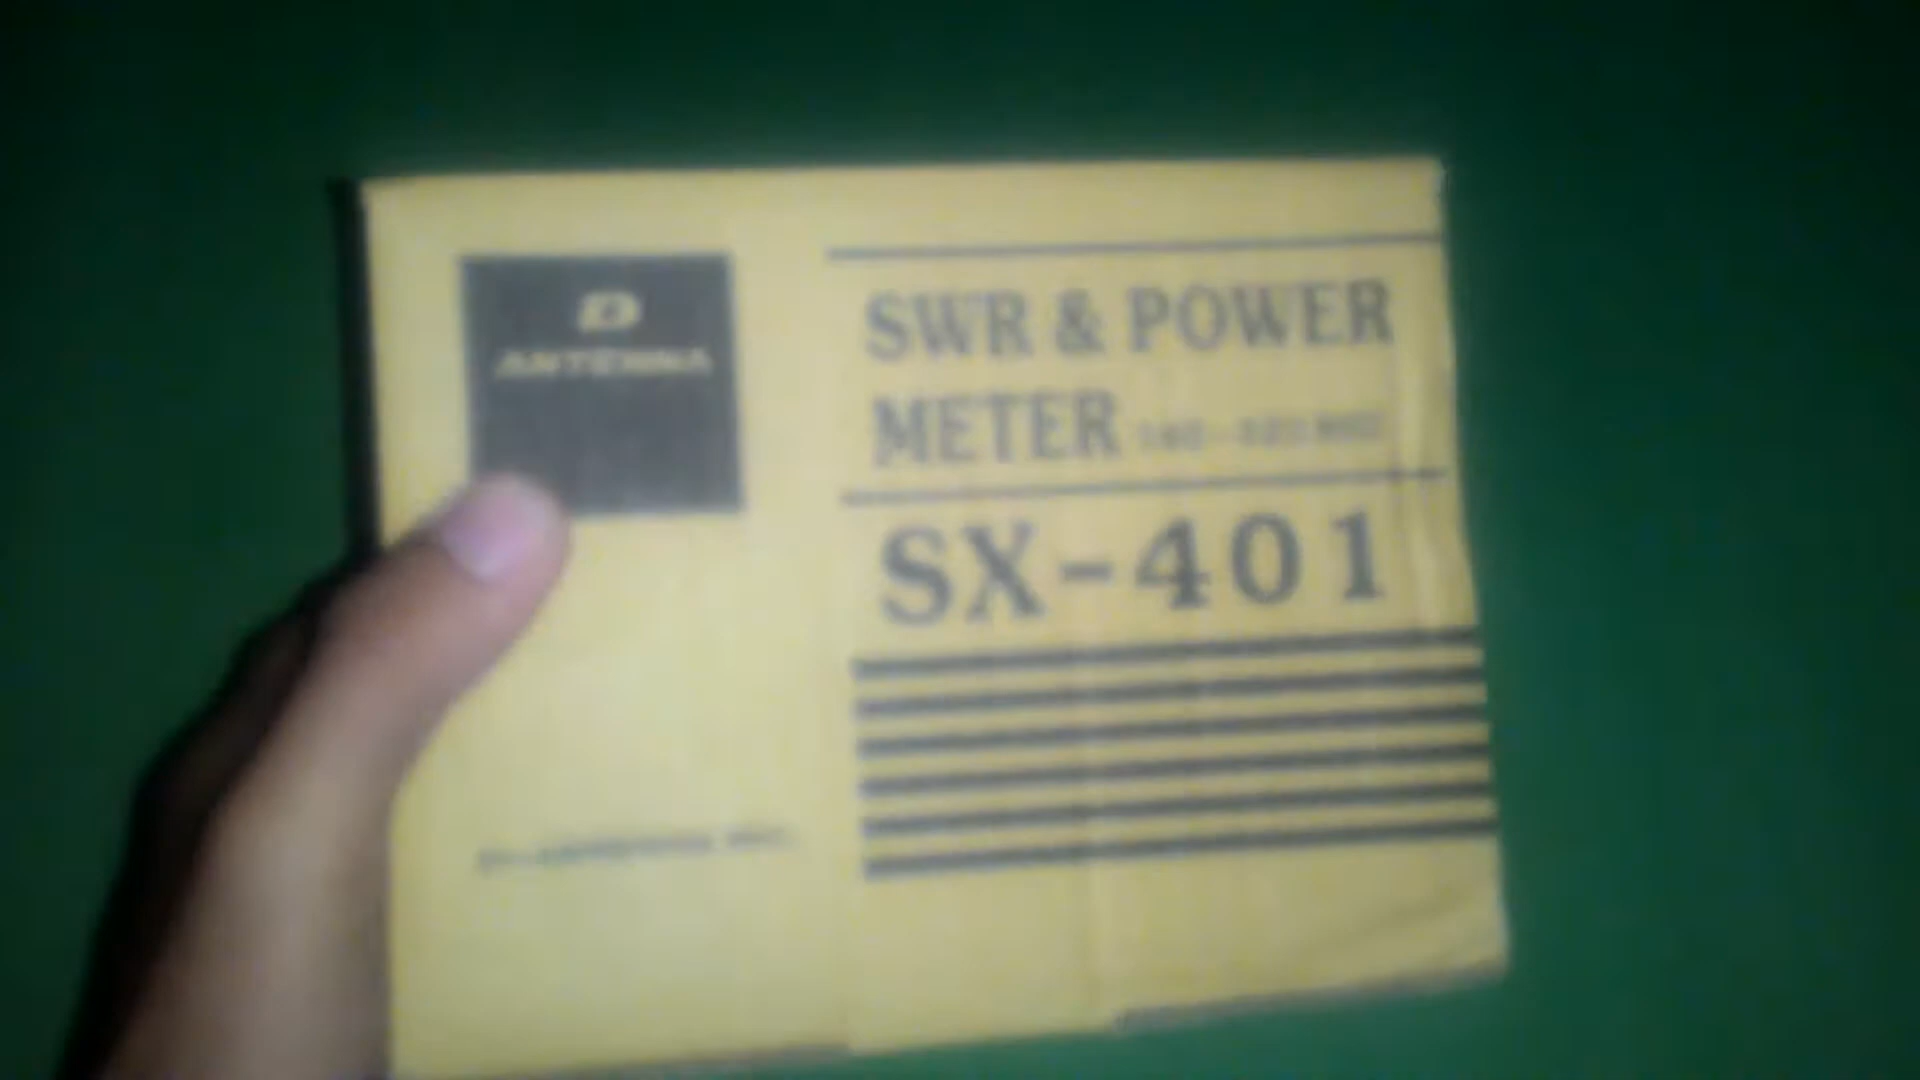 D
ANTENNA
SWR & POWER
METER
SX-401